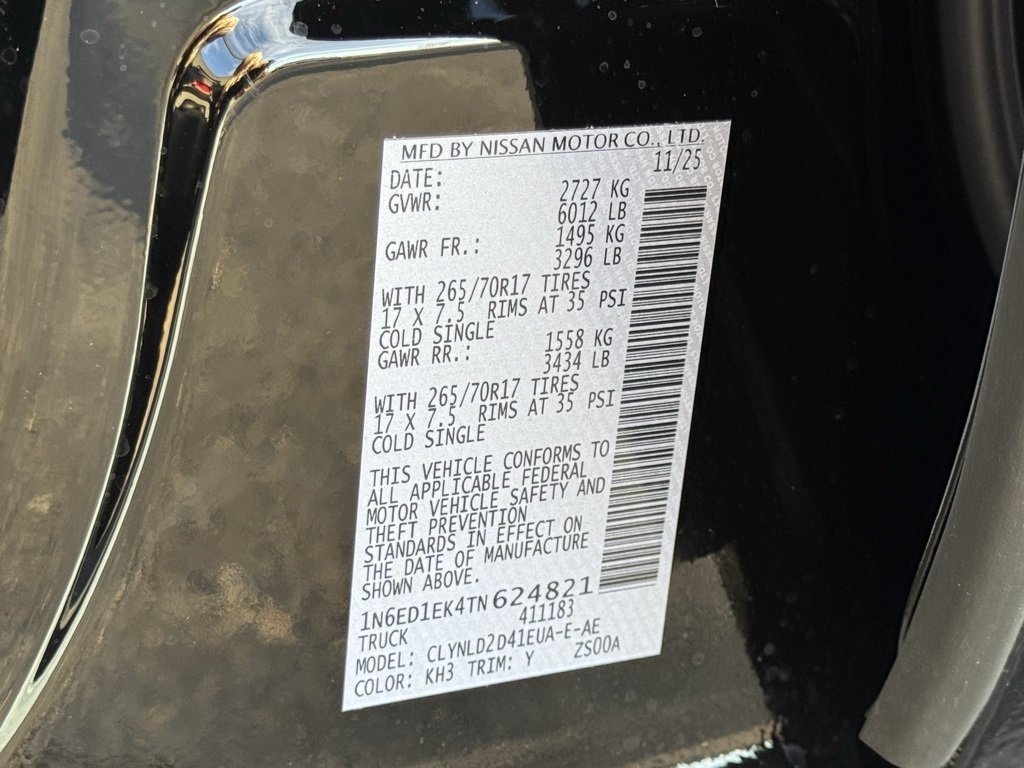 MFD BY NISSAN MOTOR CO., LTD.
DATE: 11/25
GVWR: 2727 KG
6012 LB
GAWR FR.: 1495 KG
3296 LB
WITH 265/70R17 TIRES
17 X 7.5 RIMS AT 35 PSI
COLD SINGLE
GAWR RR.: 1558 KG
3434 LB
WITH 265/70R17 TIRES
17 X 7.5 RIMS AT 35 PSI
COLD SINGLE
THIS VEHICLE CONFORMS TO
ALL APPLICABLE FEDERAL
MOTOR VEHICLE SAFETY AND
THEFT PREVENTION
STANDARDS IN EFFECT ON
THE DATE OF MANUFACTURE
SHOWN ABOVE.
1N6ED1EK4TN624821
TRUCK 411183
MODEL: CLYNLD2D41EUA-E-AE
COLOR: KH3 TRIM: Y ZS00A